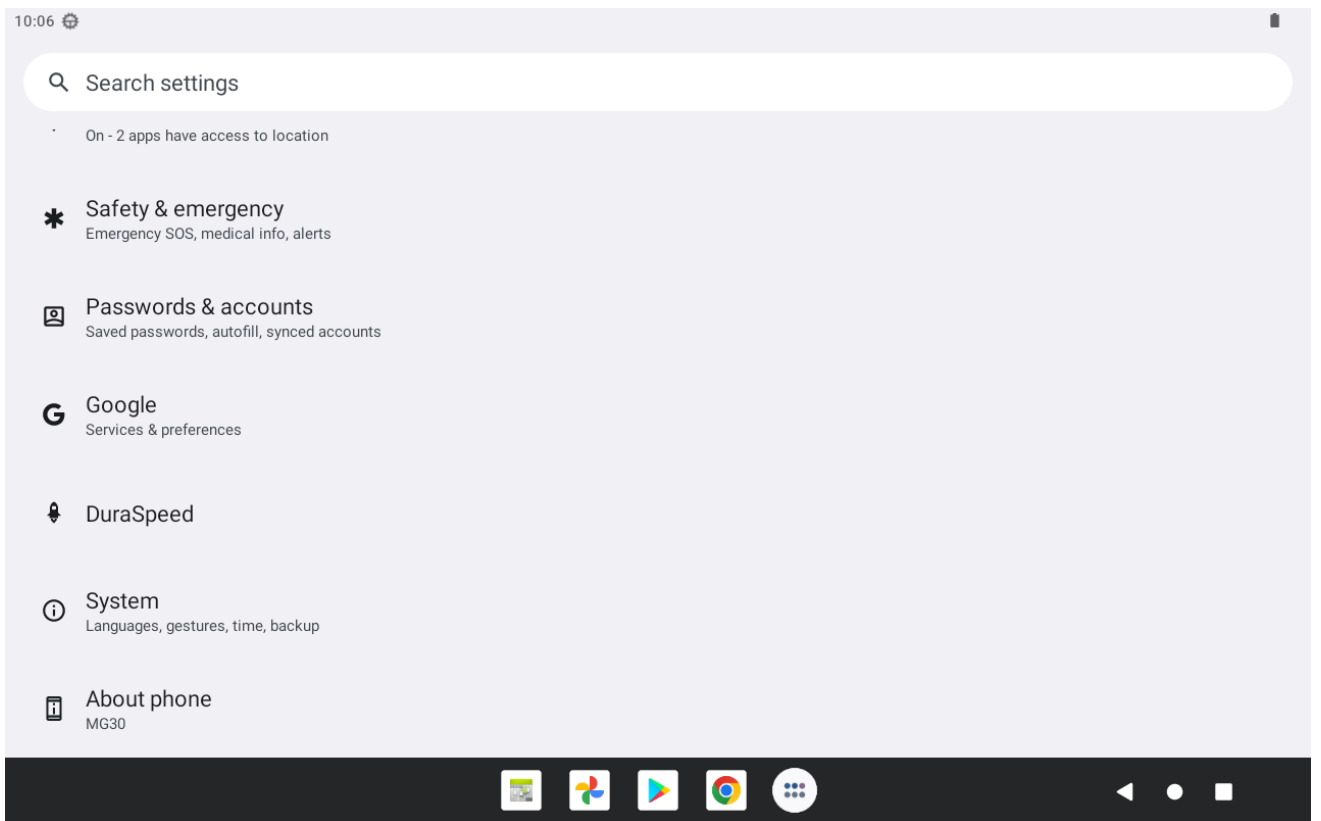 10:06
Search settings
On - 2 apps have access to location
Safety & emergency
Emergency SOS, medical info, alerts
Passwords & accounts
Saved passwords, autofill, synced accounts
Google
Services & preferences
DuraSpeed
System
Languages, gestures, time, backup
About phone
MG30